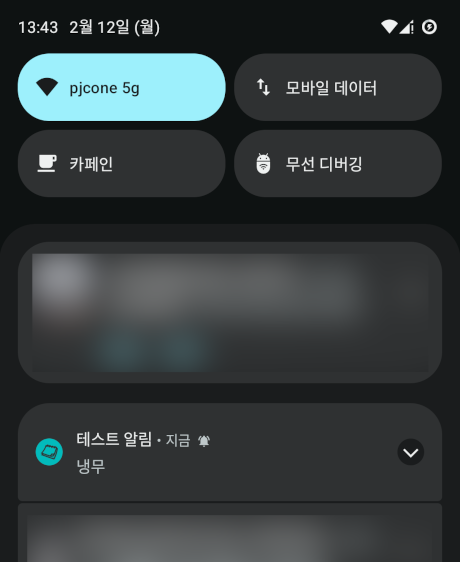 13:43 2월 12일 (월)
pjcone 5g
모바일 데이터
카페인
무선 디버깅
테스트 알림 • 지금
냉무